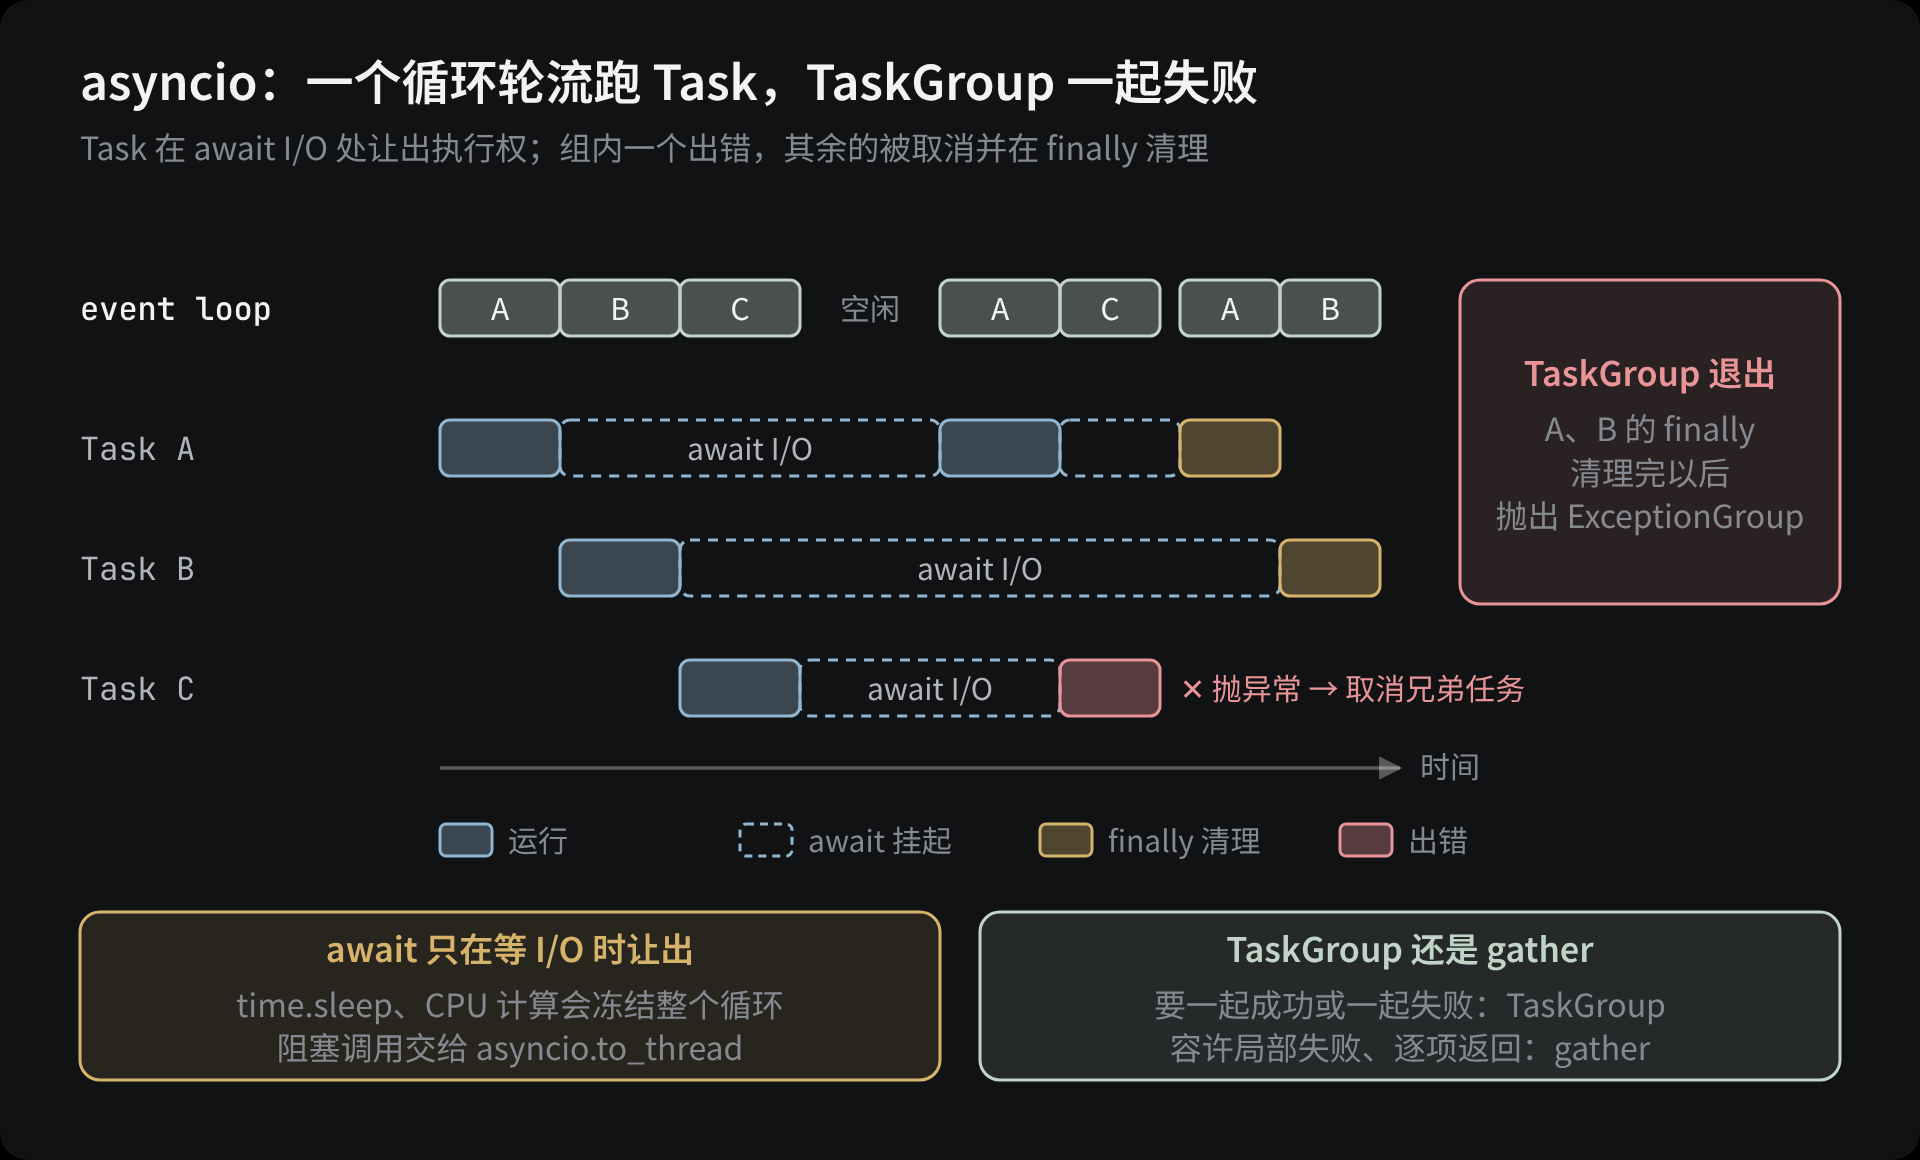 asyncio：一个循环轮流跑 Task，TaskGroup 一起失败
Task 在 await I/O 处让出执行权；组内一个出错，其余的被取消并在 finally 清理
event loop
A
B
C
空闲
A
C
A
B
Task A
await I/O
Task B
await I/O
Task C
await I/O
× 抛异常 → 取消兄弟任务
TaskGroup 退出
A、B 的 finally
清理完以后
抛出 ExceptionGroup
时间
运行
await 挂起
finally 清理
出错
await 只在等 I/O 时让出
time.sleep、CPU 计算会冻结整个循环
阻塞调用交给 asyncio.to_thread
TaskGroup 还是 gather
要一起成功或一起失败：TaskGroup
容许局部失败、逐项返回：gather